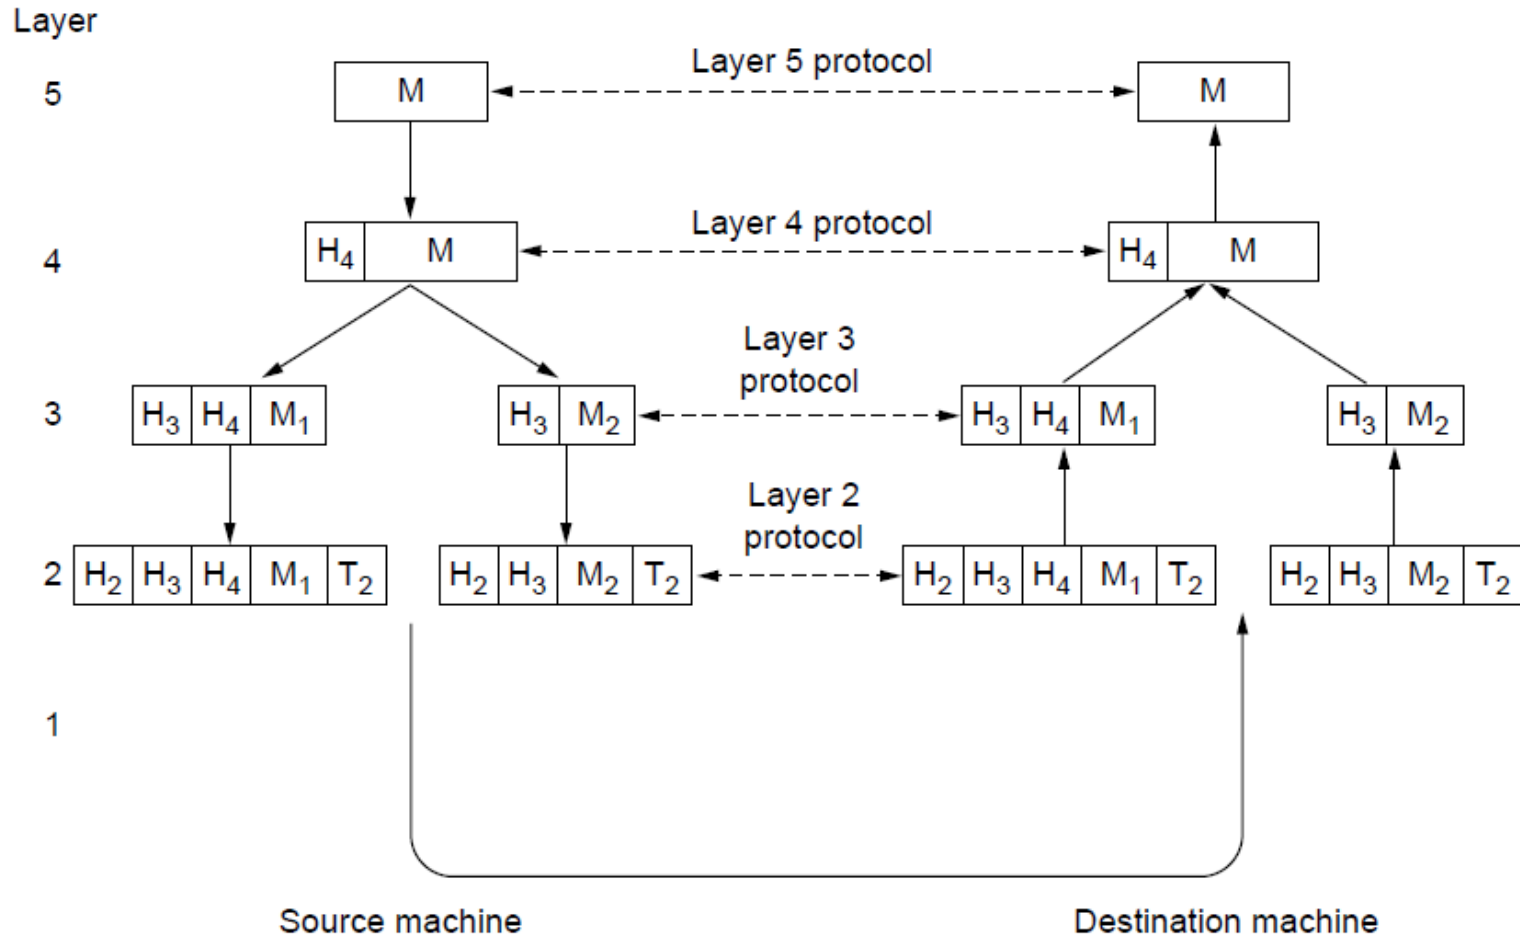 Layer
5 M Layer 5 protocol M
4 H₄ M Layer 4 protocol H₄ M
Layer 3
protocol
3 H₃ H₄ M₁ H₃ M₂ H₃ H₄ M₁ H₃ M₂
Layer 2
protocol
2 H₂ H₃ H₄ M₁ T₂ H₂ H₃ M₂ T₂ H₂ H₃ H₄ M₁ T₂ H₂ H₃ M₂ T₂
1
Source machine Destination machine